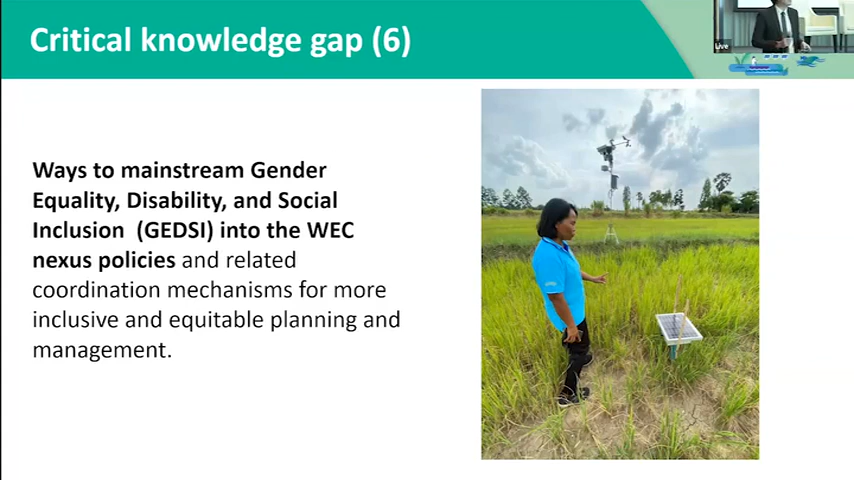 Critical knowledge gap (6)
Live
Ways to mainstream Gender
Equality, Disability, and Social
Inclusion (GEDSI) into the WEC
nexus policies and related
coordination mechanisms for more
inclusive and equitable planning and
management.